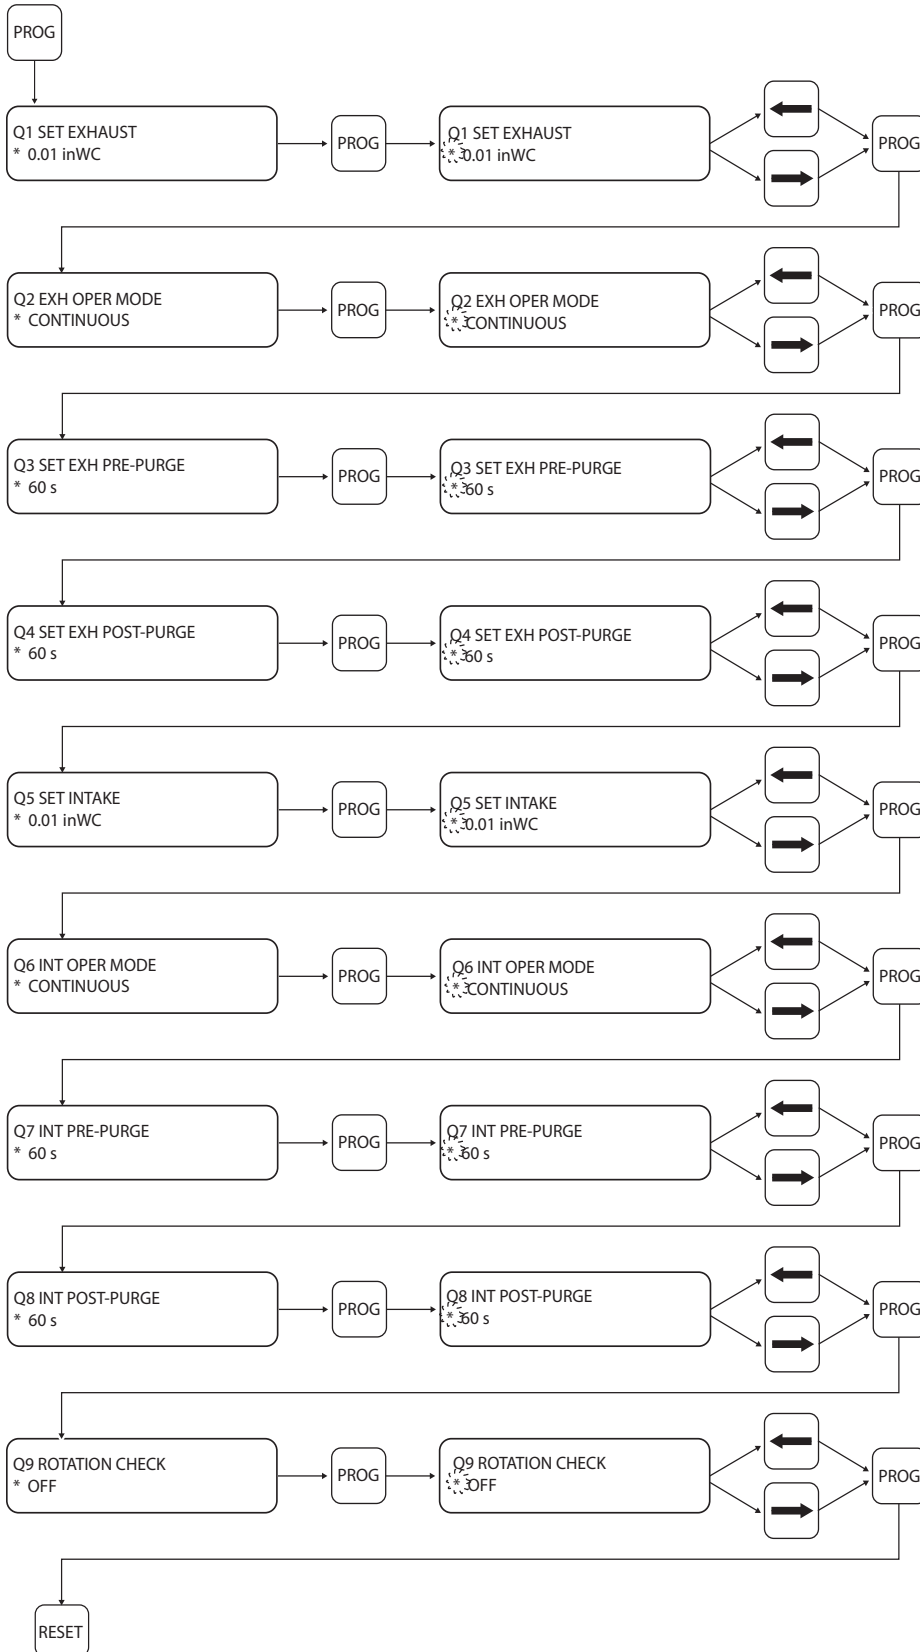 PROG
Q1 SET EXHAUST
* 0.01 inWC
PROG
Q1 SET EXHAUST
* 0.01 inWC
PROG
Q2 EXH OPER MODE
* CONTINUOUS
PROG
Q2 EXH OPER MODE
* CONTINUOUS
PROG
Q3 SET EXH PRE-PURGE
* 60 s
PROG
Q3 SET EXH PRE-PURGE
* 60 s
PROG
Q4 SET EXH POST-PURGE
* 60 s
PROG
Q4 SET EXH POST-PURGE
* 60 s
PROG
Q5 SET INTAKE
* 0.01 inWC
PROG
Q5 SET INTAKE
* 0.01 inWC
PROG
Q6 INT OPER MODE
* CONTINUOUS
PROG
Q6 INT OPER MODE
* CONTINUOUS
PROG
Q7 INT PRE-PURGE
* 60 s
PROG
Q7 INT PRE-PURGE
* 60 s
PROG
Q8 INT POST-PURGE
* 60 s
PROG
Q8 INT POST-PURGE
* 60 s
PROG
Q9 ROTATION CHECK
* OFF
PROG
Q9 ROTATION CHECK
* OFF
PROG
RESET